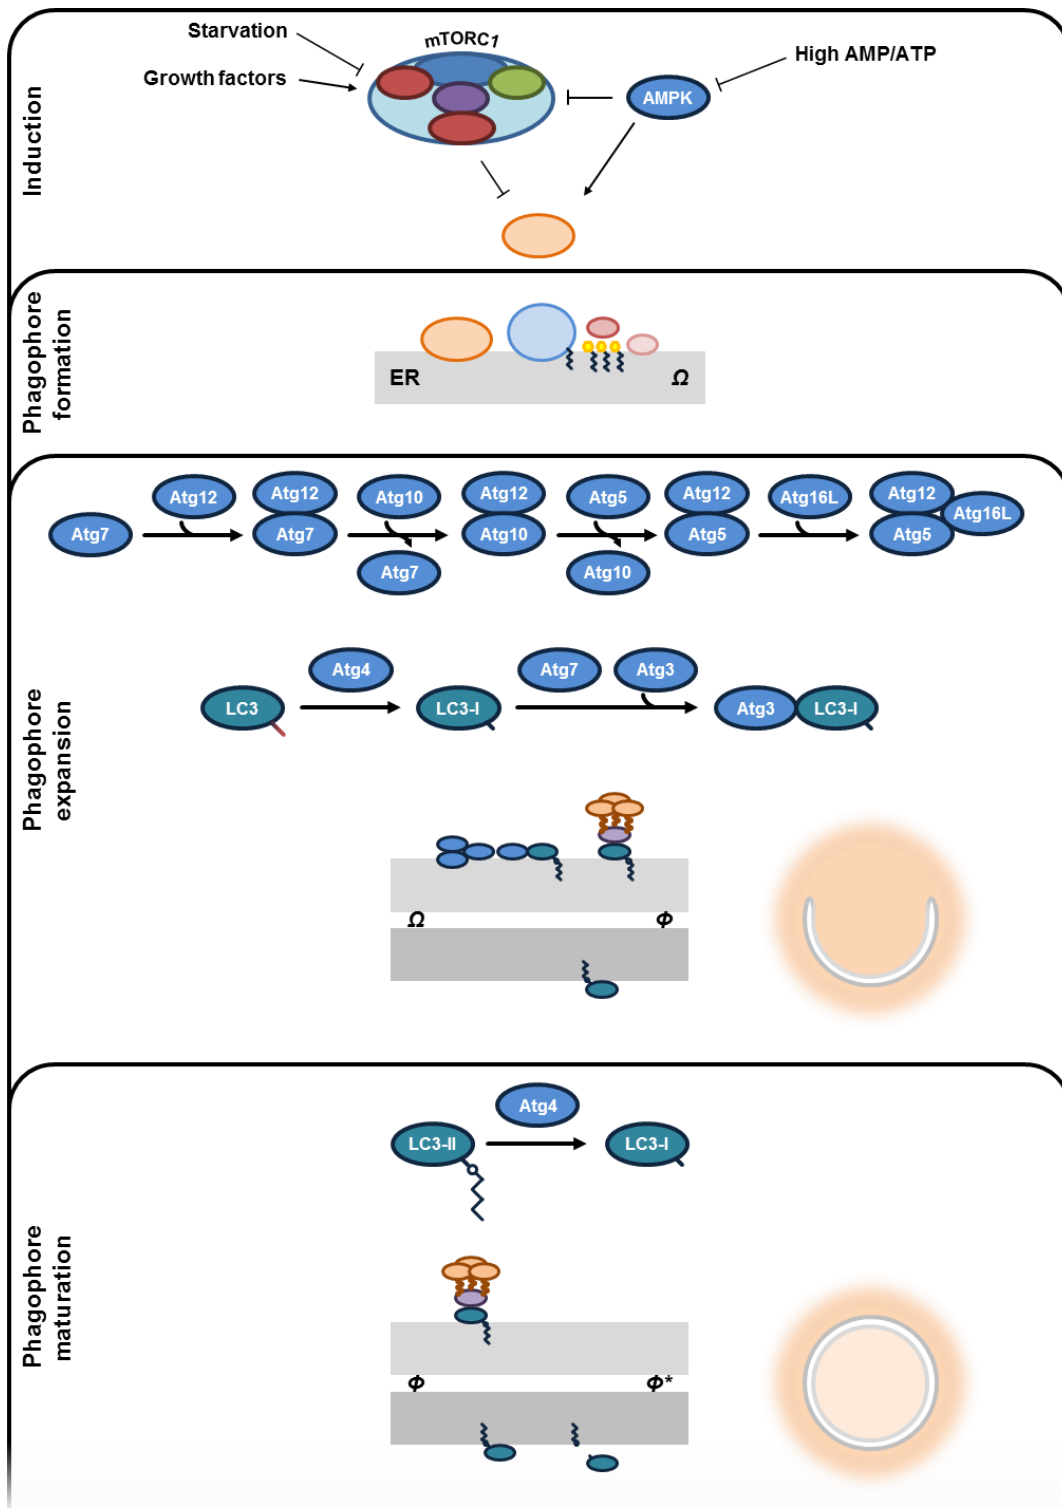 Induction
Starvation
Growth factors
mTORC1
AMPK
High AMP/ATP
Phagophore
formation
ER
Ω
Phagophore
expansion
Atg12
Atg12
Atg10
Atg12
Atg5
Atg12
Atg16L
Atg12
Atg16L
Atg7
Atg7
Atg10
Atg5
Atg5
Atg7
Atg10
Atg4
Atg7
Atg3
LC3
LC3-I
Atg3
LC3-I
Ω
Φ
Phagophore
maturation
Atg4
LC3-II
LC3-I
Φ
Φ*